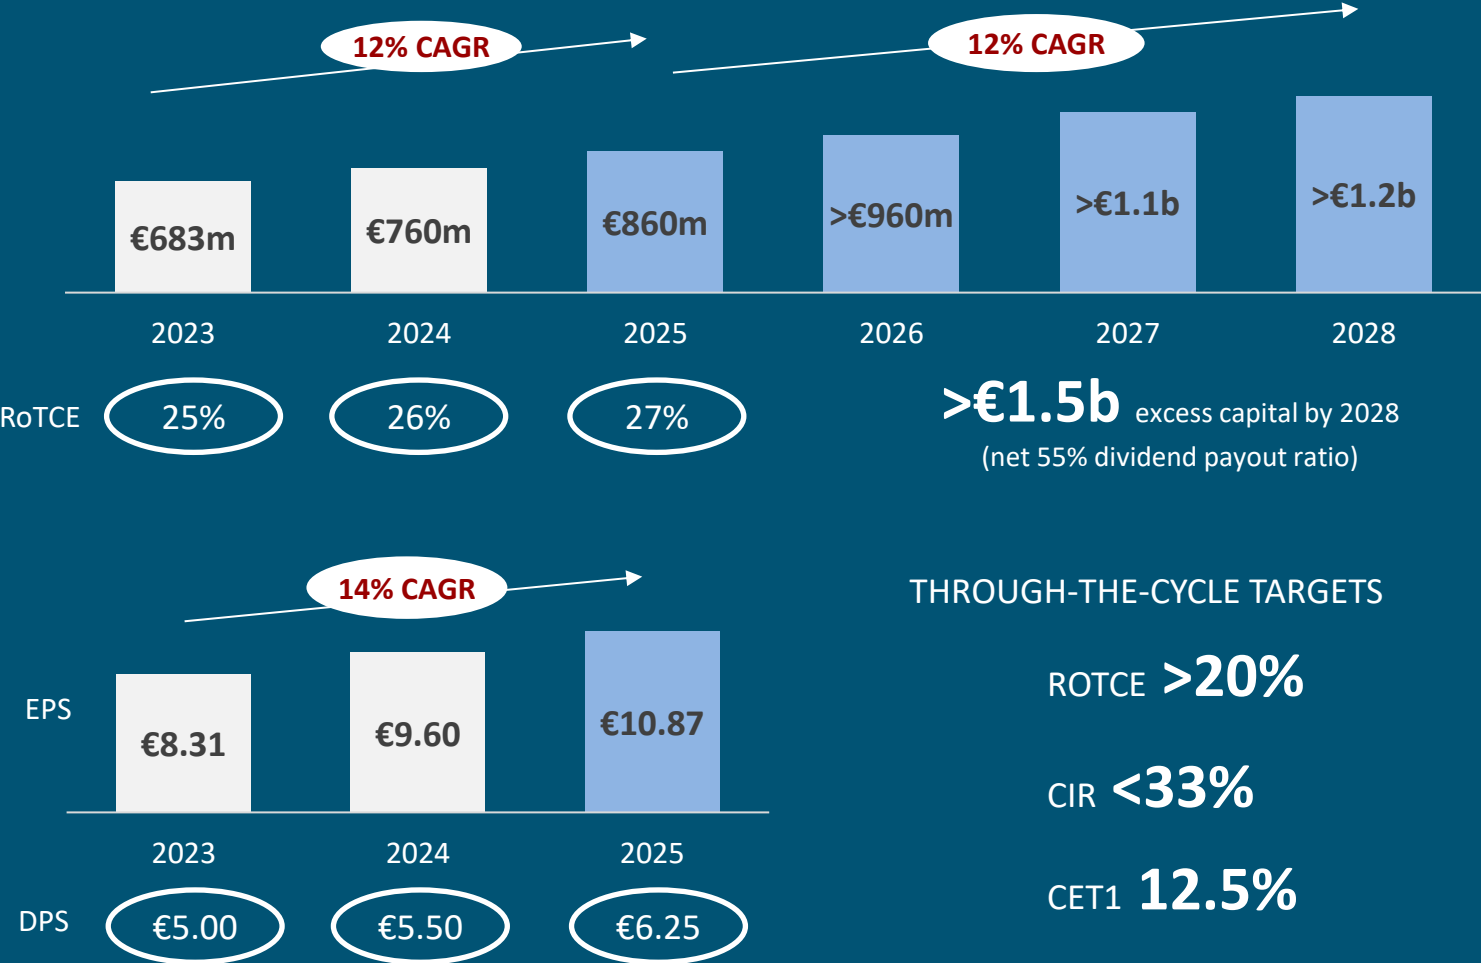 12% CAGR
12% CAGR
€683m
€760m
€860m
>€960m
>€1.1b
>€1.2b
2023
2024
2025
2026
2027
2028
RoTCE
25%
26%
27%
>€1.5b excess capital by 2028
(net 55% dividend payout ratio)
14% CAGR
EPS
€8.31
€9.60
€10.87
2023
2024
2025
DPS
€5.00
€5.50
€6.25
THROUGH-THE-CYCLE TARGETS
ROTCE >20%
CIR <33%
CET1 12.5%